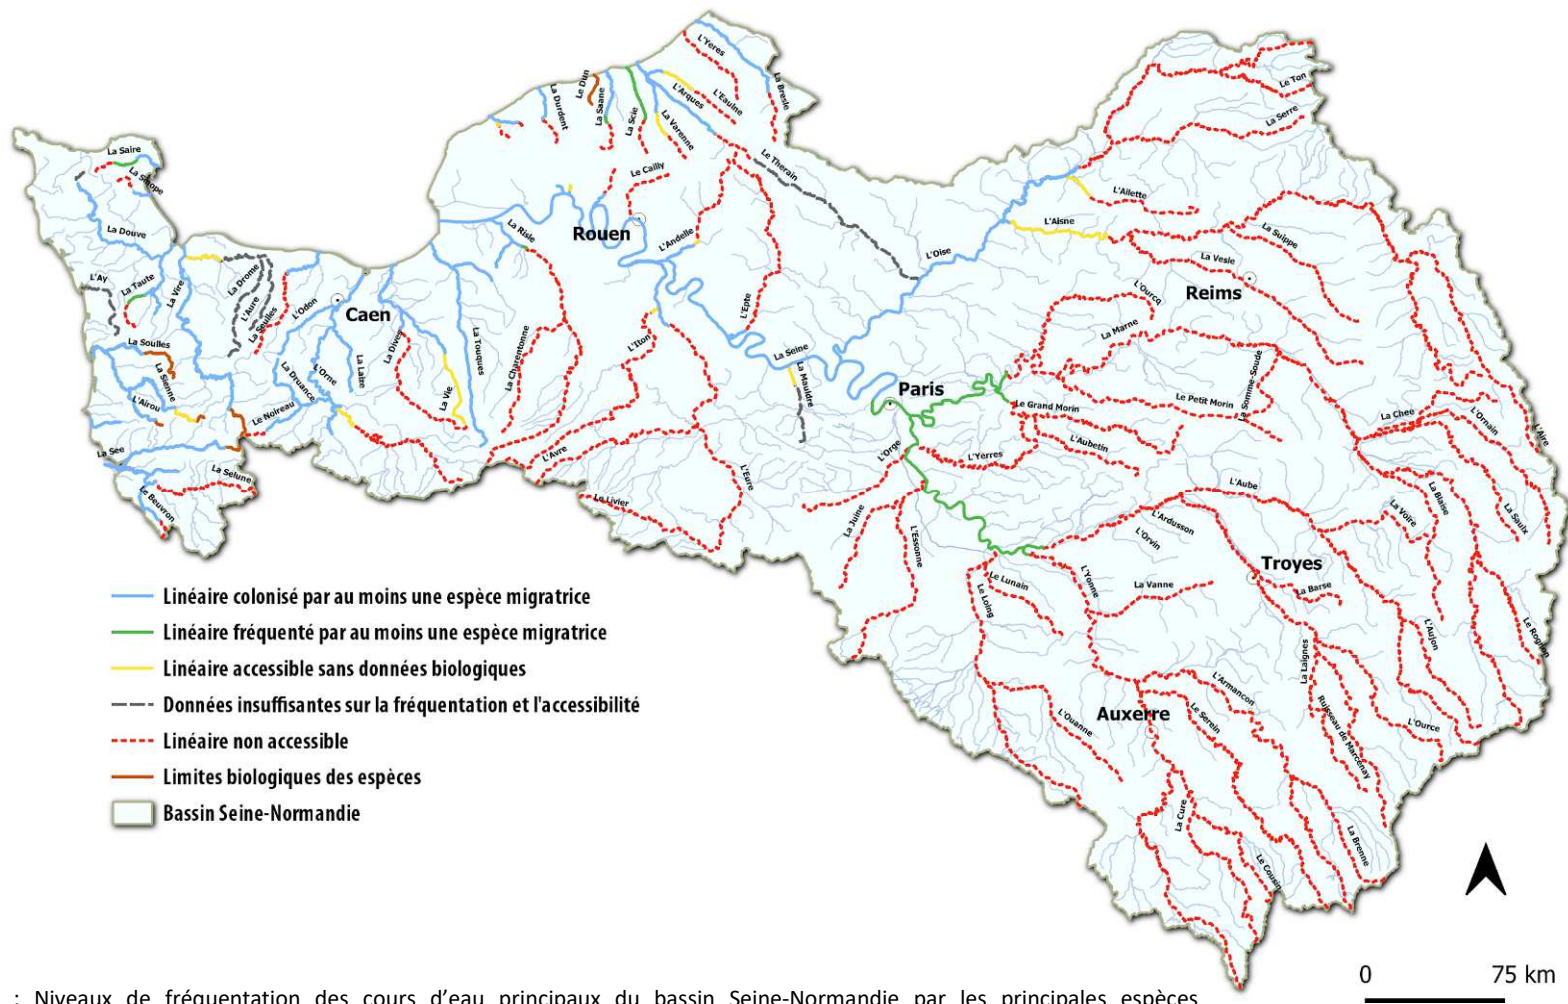 L'Yeres
La Bresle
Le Dun
La Saane
La Durdent
La Scie
L'Arques
L'Eaulne
La Varenne
Le Ton
La Serre
La Saire
La Sinope
Le Therain
Le Cailly
L'Ailette
La Douve
Rouen
La Risle
L'Andelle
L'Aisne
La Suippe
L'Oise
La Vesle
L'Ay
La Taute
La Vire
La Drome
L'Aure
La Seulles
L'Odon
Caen
Reims
L'Ourcq
L'Epte
La Marne
La Soulles
La Sienne
La Druance
L'Orne
La Laize
La Dives
La Touques
La Charentonne
L'Iton
La Seine
La Mauldre
Paris
La Somme-Soude
L'Airou
Le Noireau
La Vie
Le Grand Morin
Le Petit Morin
La Chee
L'Ornain
L'Aire
La See
La Selune
Le Beuvron
L'Avre
L'Eure
L'Orge
L'Yerres
L'Aubetin
Le Livier
L'Aube
La Blaise
La Voire
La Saulx
La Juine
L'Essonne
L'Ardusson
L'Orvin
Troyes
Le Lunain
Le Loing
L'Yonne
La Vanne
La Barse
L'Aujon
Le Rognon
La Laignes
L'Armancon
Auxerre
Le Serein
L'Ouanne
Ruisseau de Marcenay
L'Ource
La Cure
Le Cousin
La Brenne
Linéaire colonisé par au moins une espèce migratrice
Linéaire fréquenté par au moins une espèce migratrice
Linéaire accessible sans données biologiques
Données insuffisantes sur la fréquentation et l'accessibilité
Linéaire non accessible
Limites biologiques des espèces
Bassin Seine-Normandie
0 75 km
: Niveaux de fréquentation des cours d'eau principaux du bassin Seine-Normandie par les principales espèces